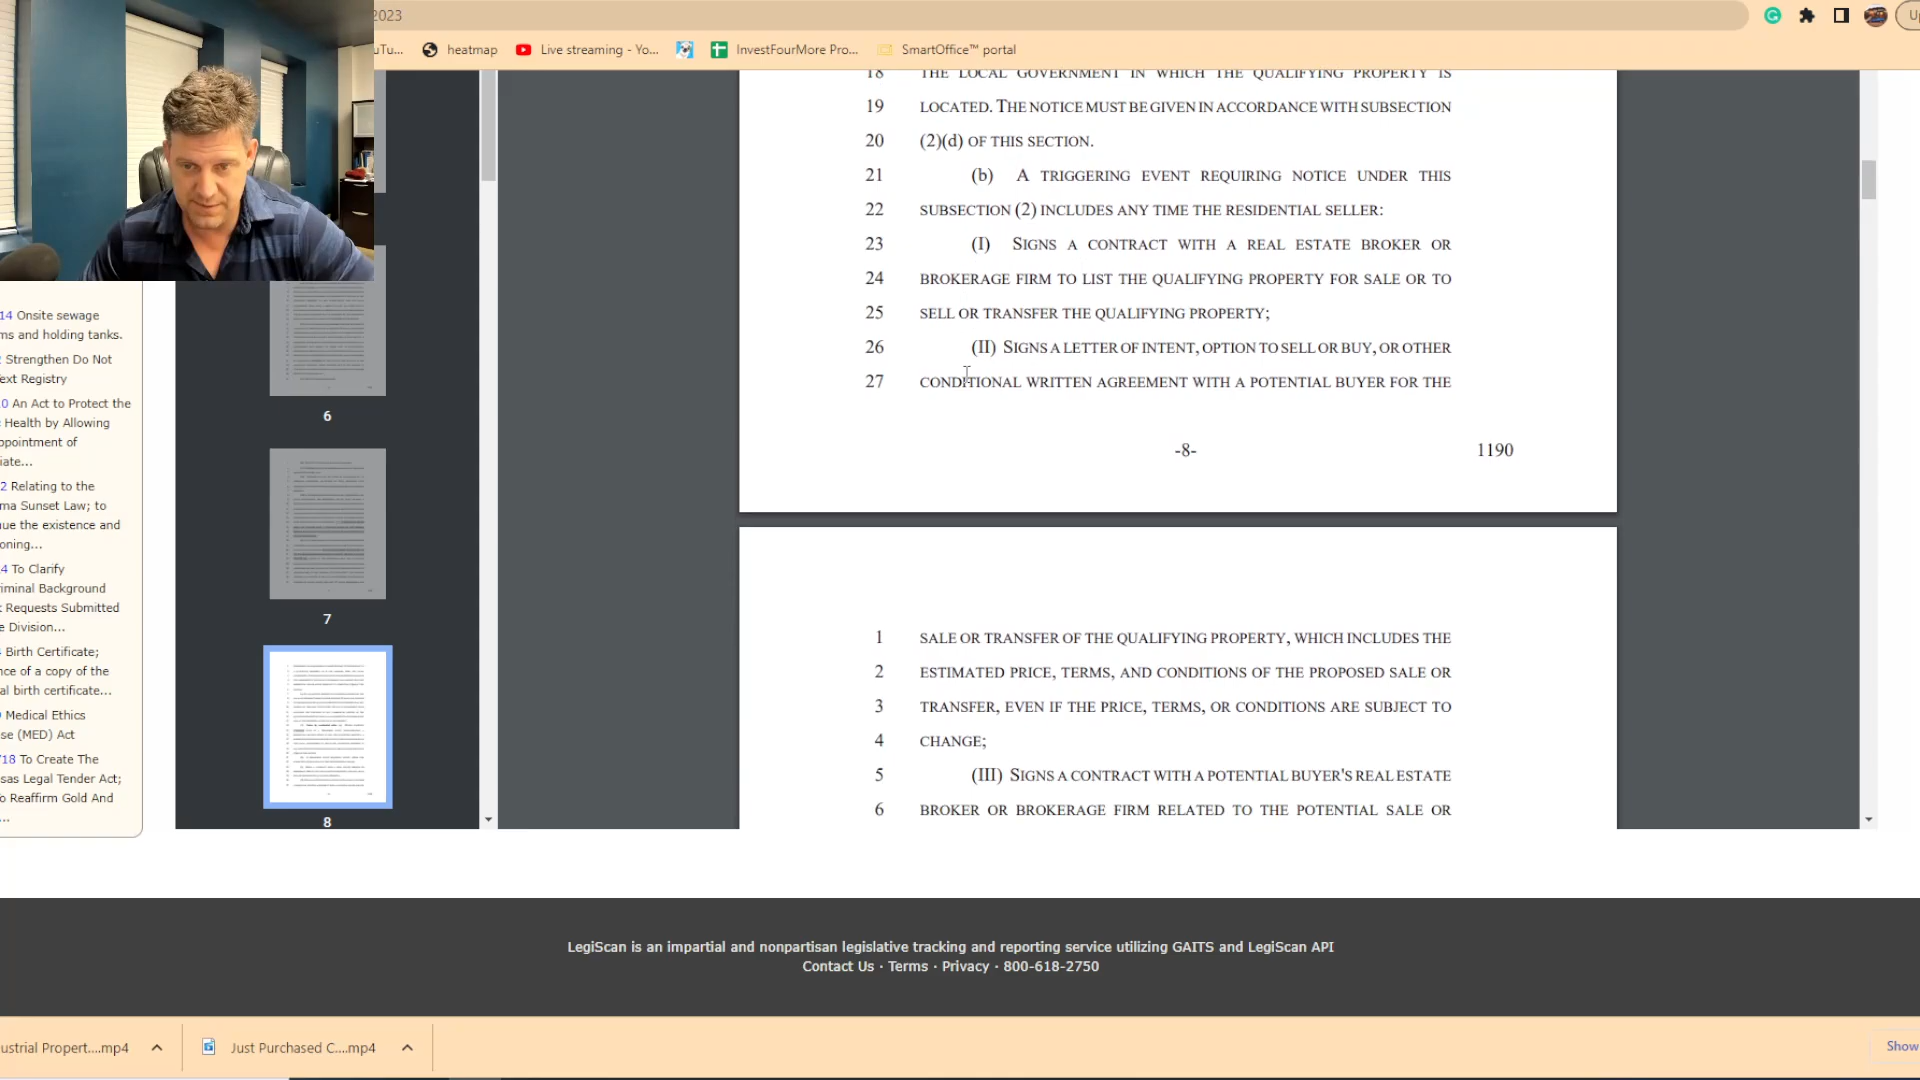 2023
uTu...
heatmap
Live streaming - Yo...
InvestFourMore Pro...
SmartOffice™ portal
14 Onsite sewage
ms and holding tanks.
Strengthen Do Not
ext Registry
0 An Act to Protect the
Health by Allowing
ppointment of
iate...
2 Relating to the
ma Sunset Law; to
nue the existence and
oning...
4 To Clarify
riminal Background
Requests Submitted
e Division...
Birth Certificate;
nce of a copy of the
al birth certificate...
Medical Ethics
se (MED) Act
/18 To Create The
sas Legal Tender Act;
o Reaffirm Gold And
...
6
7
8
18 THE LOCAL GOVERNMENT IN WHICH THE QUALIFYING PROPERTY IS
19 LOCATED. THE NOTICE MUST BE GIVEN IN ACCORDANCE WITH SUBSECTION
20 (2)(d) OF THIS SECTION.
21 (b) A TRIGGERING EVENT REQUIRING NOTICE UNDER THIS
22 SUBSECTION (2) INCLUDES ANY TIME THE RESIDENTIAL SELLER:
23 (I) SIGNS A CONTRACT WITH A REAL ESTATE BROKER OR
24 BROKERAGE FIRM TO LIST THE QUALIFYING PROPERTY FOR SALE OR TO
25 SELL OR TRANSFER THE QUALIFYING PROPERTY;
26 (II) SIGNS A LETTER OF INTENT, OPTION TO SELL OR BUY, OR OTHER
27 CONDITIONAL WRITTEN AGREEMENT WITH A POTENTIAL BUYER FOR THE
-8- 1190
1 SALE OR TRANSFER OF THE QUALIFYING PROPERTY, WHICH INCLUDES THE
2 ESTIMATED PRICE, TERMS, AND CONDITIONS OF THE PROPOSED SALE OR
3 TRANSFER, EVEN IF THE PRICE, TERMS, OR CONDITIONS ARE SUBJECT TO
4 CHANGE;
5 (III) SIGNS A CONTRACT WITH A POTENTIAL BUYER'S REAL ESTATE
6 BROKER OR BROKERAGE FIRM RELATED TO THE POTENTIAL SALE OR
LegiScan is an impartial and nonpartisan legislative tracking and reporting service utilizing GAITS and LegiScan API
Contact Us · Terms · Privacy · 800-618-2750
ustrial Propert....mp4
Just Purchased C....mp4
Show